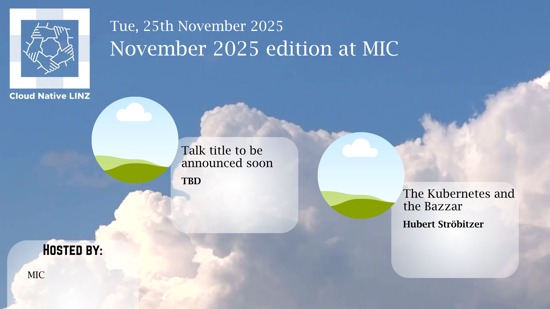 Tue, 25th November 2025
November 2025 edition at MIC
Cloud Native LINZ
Talk title to be
announced soon
TBD
The Kubernetes and
the Bazzar
Hubert Ströbitzer
HOSTED BY:
MIC